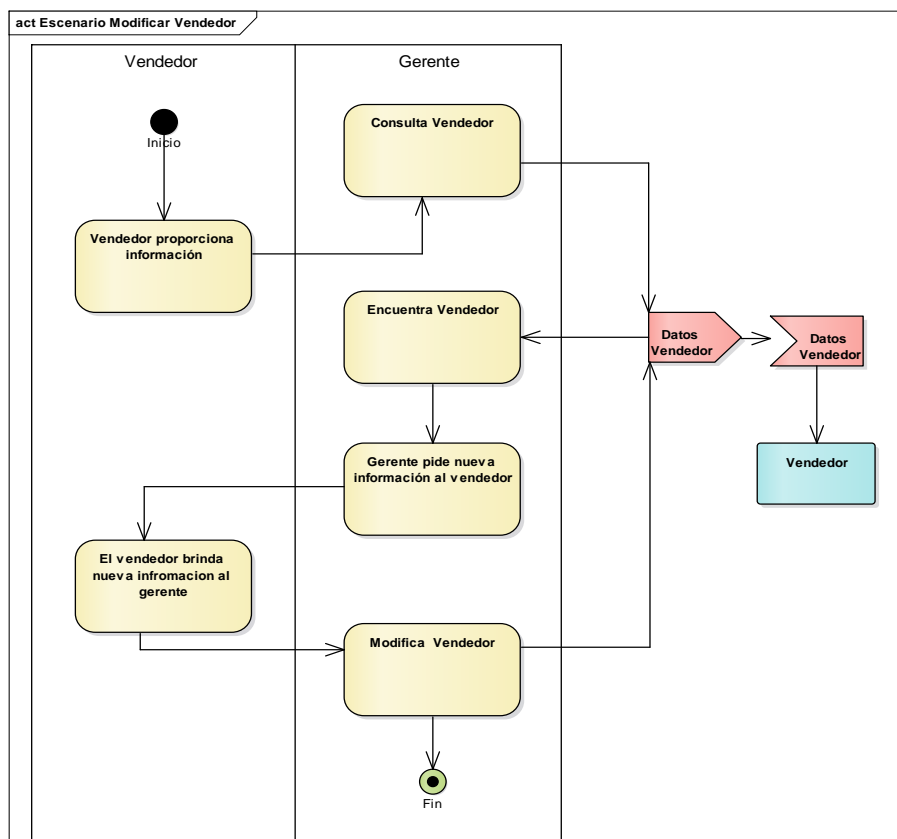 act Escenario Modificar Vendedor
Vendedor
Gerente
Inicio
Consulta Vendedor
Vendedor proporciona
información
Encuentra Vendedor
Datos
Vendedor
Datos
Vendedor
Gerente pide nueva
información al vendedor
Vendedor
El vendedor brinda
nueva infromacion al
gerente
Modifica Vendedor
Fin